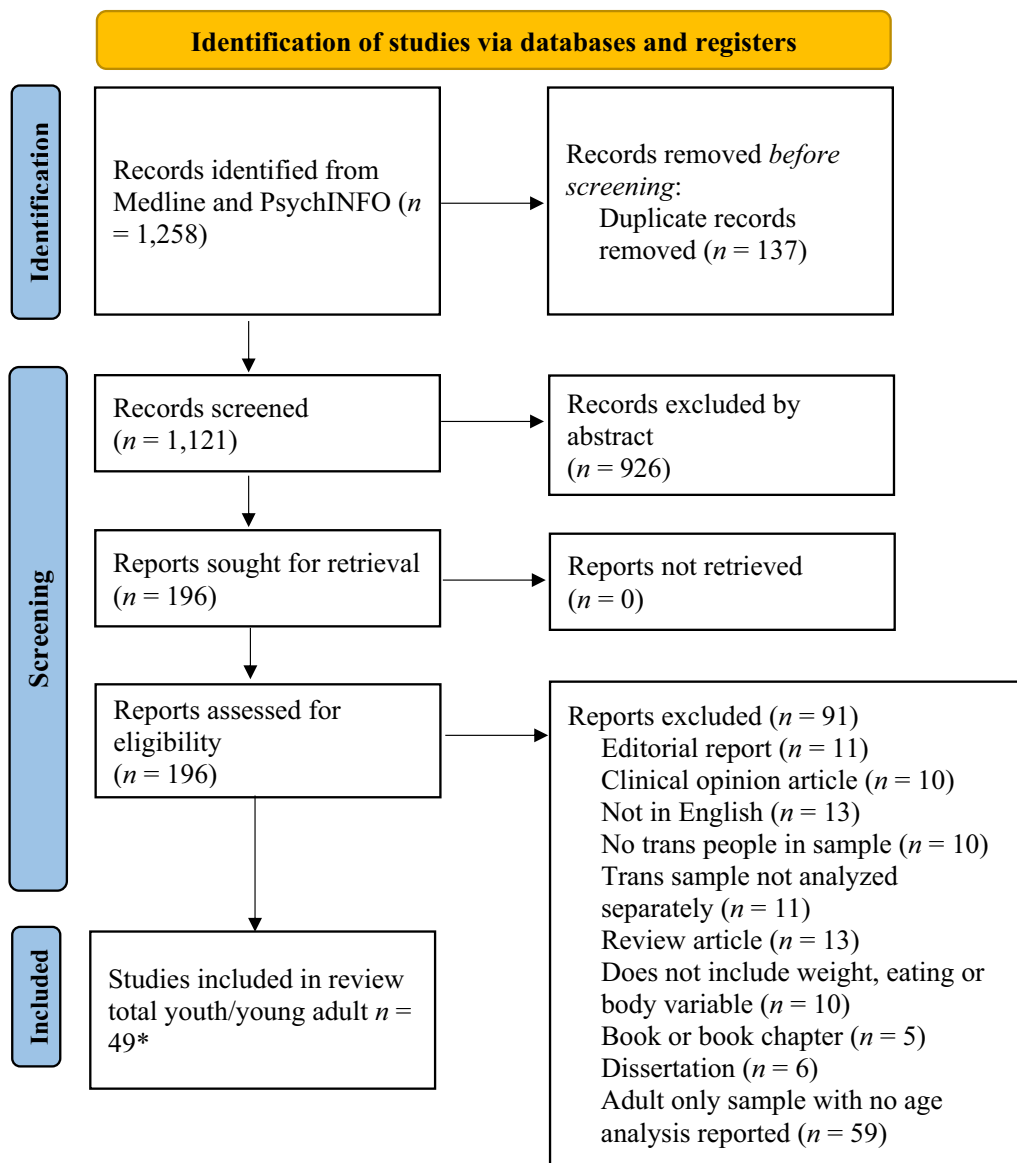 Identification of studies via databases and registers
Identification
Records identified from
Medline and PsychINFO (n
= 1,258)
Records removed before
screening:
Duplicate records
removed (n = 137)
Screening
Records screened
(n = 1,121)
Records excluded by
abstract
(n = 926)
Reports sought for retrieval
(n = 196)
Reports not retrieved
(n = 0)
Reports assessed for
eligibility
(n = 196)
Reports excluded (n = 91)
Editorial report (n = 11)
Clinical opinion article (n = 10)
Not in English (n = 13)
No trans people in sample (n = 10)
Trans sample not analyzed
separately (n = 11)
Review article (n = 13)
Does not include weight, eating or
body variable (n = 10)
Book or book chapter (n = 5)
Dissertation (n = 6)
Adult only sample with no age
analysis reported (n = 59)
Included
Studies included in review
total youth/young adult n =
49*